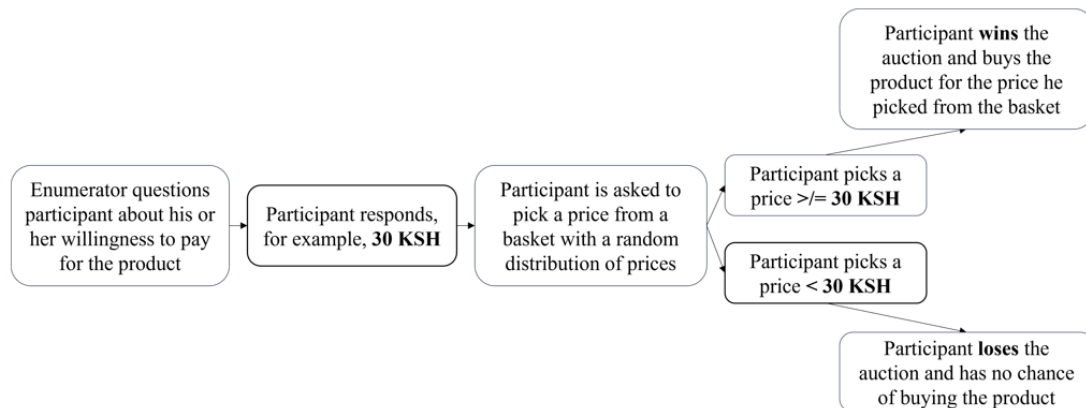 Enumerator questions
participant about his or
her willingness to pay
for the product
Participant responds,
for example, 30 KSH
Participant is asked to
pick a price from a
basket with a random
distribution of prices
Participant picks a
price >/= 30 KSH
Participant wins the
auction and buys the
product for the price he
picked from the basket
Participant picks a
price < 30 KSH
Participant loses the
auction and has no chance
of buying the product